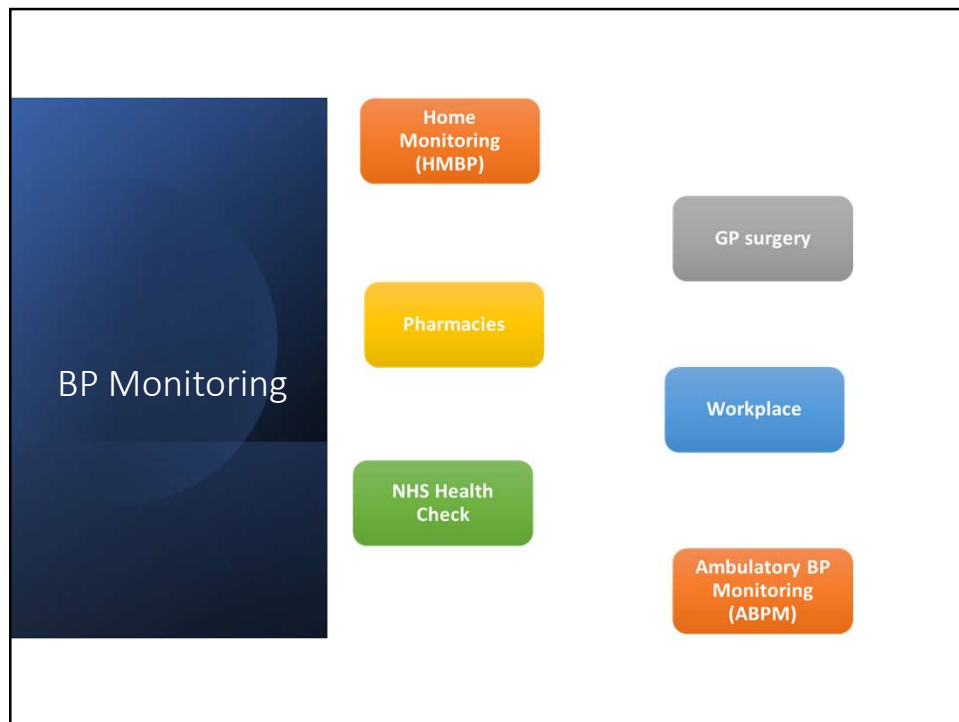 BP Monitoring
Home
Monitoring
(HMBP)
GP surgery
Pharmacies
Workplace
NHS Health
Check
Ambulatory BP
Monitoring
(ABPM)